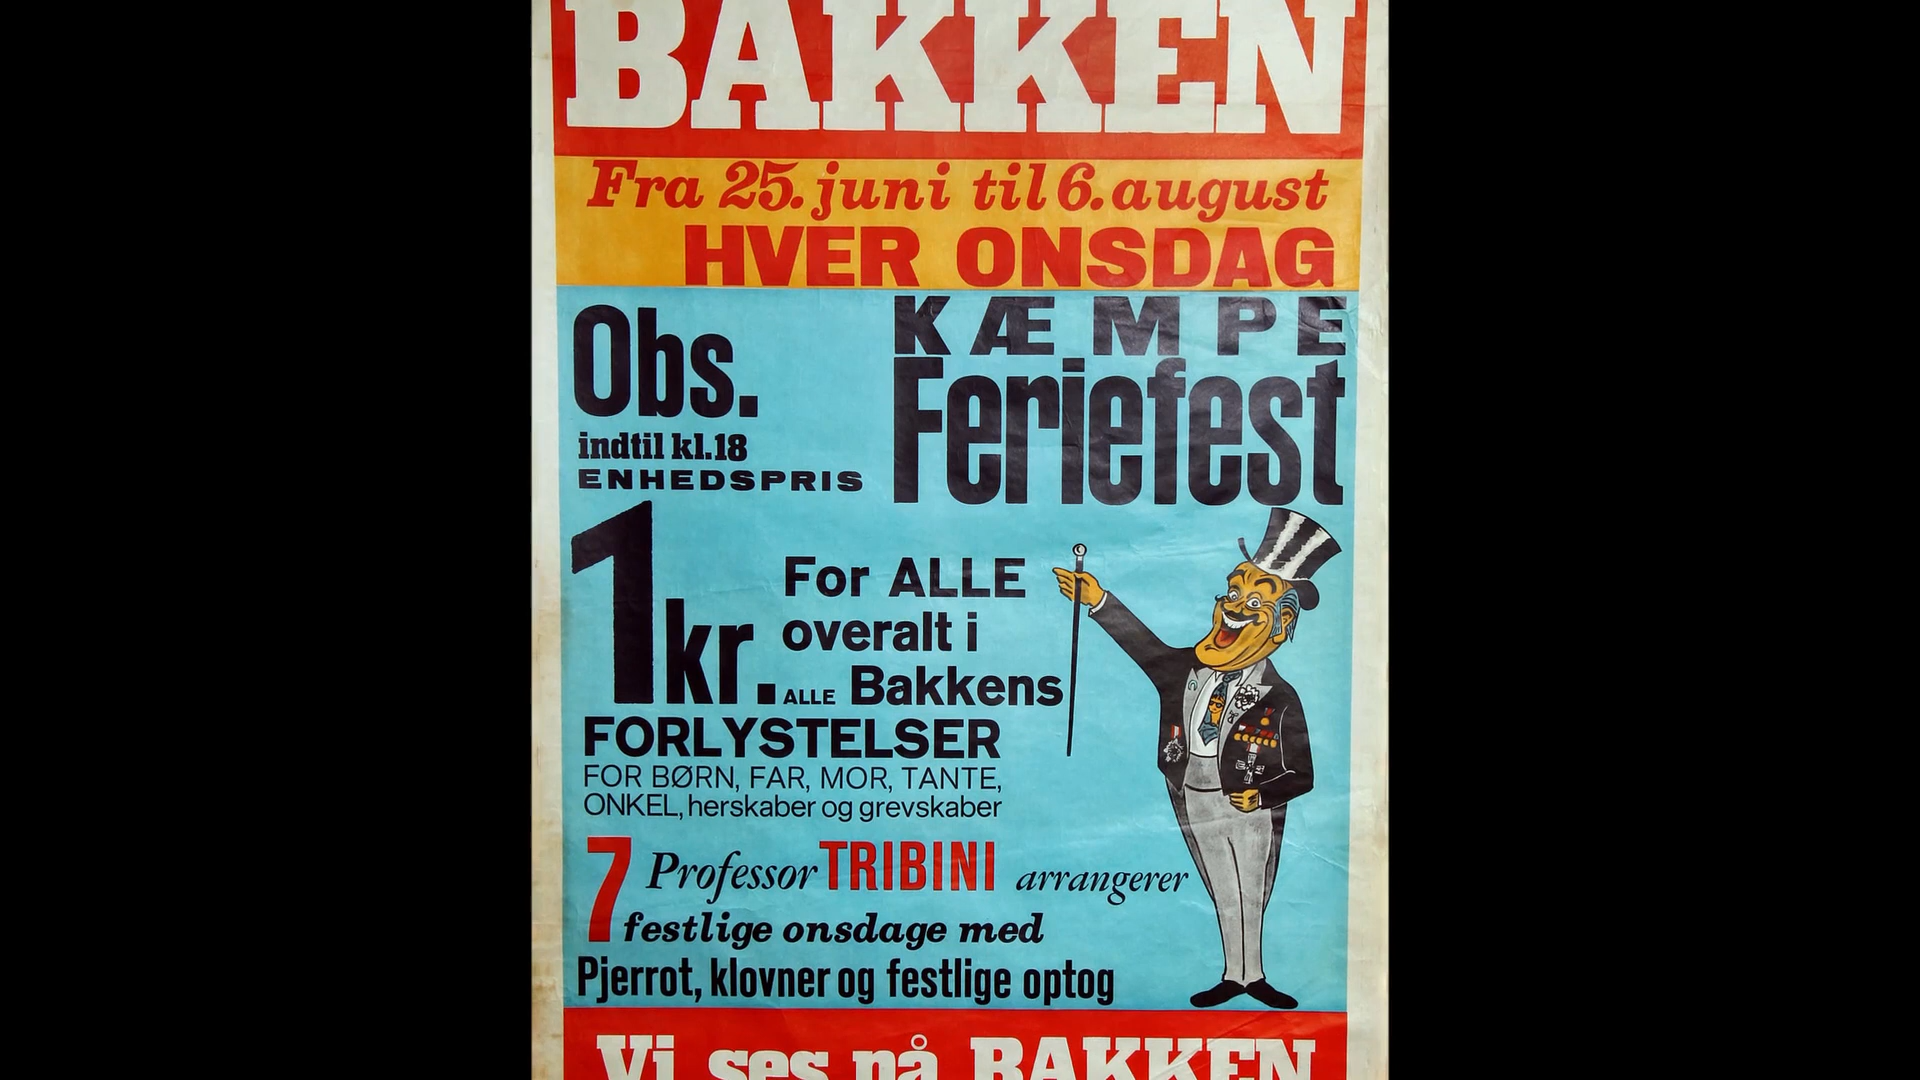 BAKKEN
Fra 25. juni til 6. august
HVER ONSDAG
KÆMPE
Feriefest
Obs.
indtil kl.18
ENHEDSPRIS
1 kr.
For ALLE
overalt i
ALLE Bakkens
FORLYSTELSER
FOR BØRN, FAR, MOR, TANTE,
ONKEL, herskaber og grevskaber
7 Professor TRIBINI arrangerer
festlige onsdage med
Pjerrot, klovner og festlige optog
Vi ses på BAKKEN